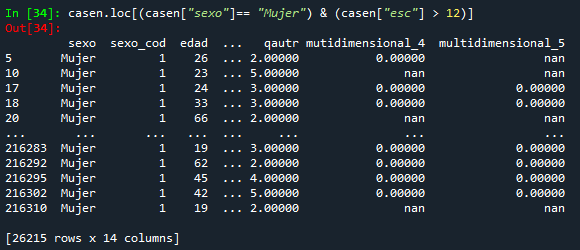 In [34]: casen.loc[(casen["sexo"]== "Mujer") & (casen["esc"] > 12)]
Out[34]:
sexo sexo_cod edad ... qautr mutidimensional_4 multidimensional_5
5 Mujer 1 26 ... 2.00000 0.00000 nan
10 Mujer 1 23 ... 5.00000 nan nan
17 Mujer 1 24 ... 3.00000 0.00000 0.00000
18 Mujer 1 33 ... 3.00000 0.00000 0.00000
20 Mujer 1 66 ... 2.00000 nan nan
... ... ... ... ... ... ... ...
216283 Mujer 1 19 ... 3.00000 0.00000 0.00000
216292 Mujer 1 62 ... 2.00000 0.00000 0.00000
216295 Mujer 1 45 ... 4.00000 0.00000 0.00000
216302 Mujer 1 42 ... 5.00000 0.00000 0.00000
216310 Mujer 1 19 ... 2.00000 nan nan
[26215 rows x 14 columns]